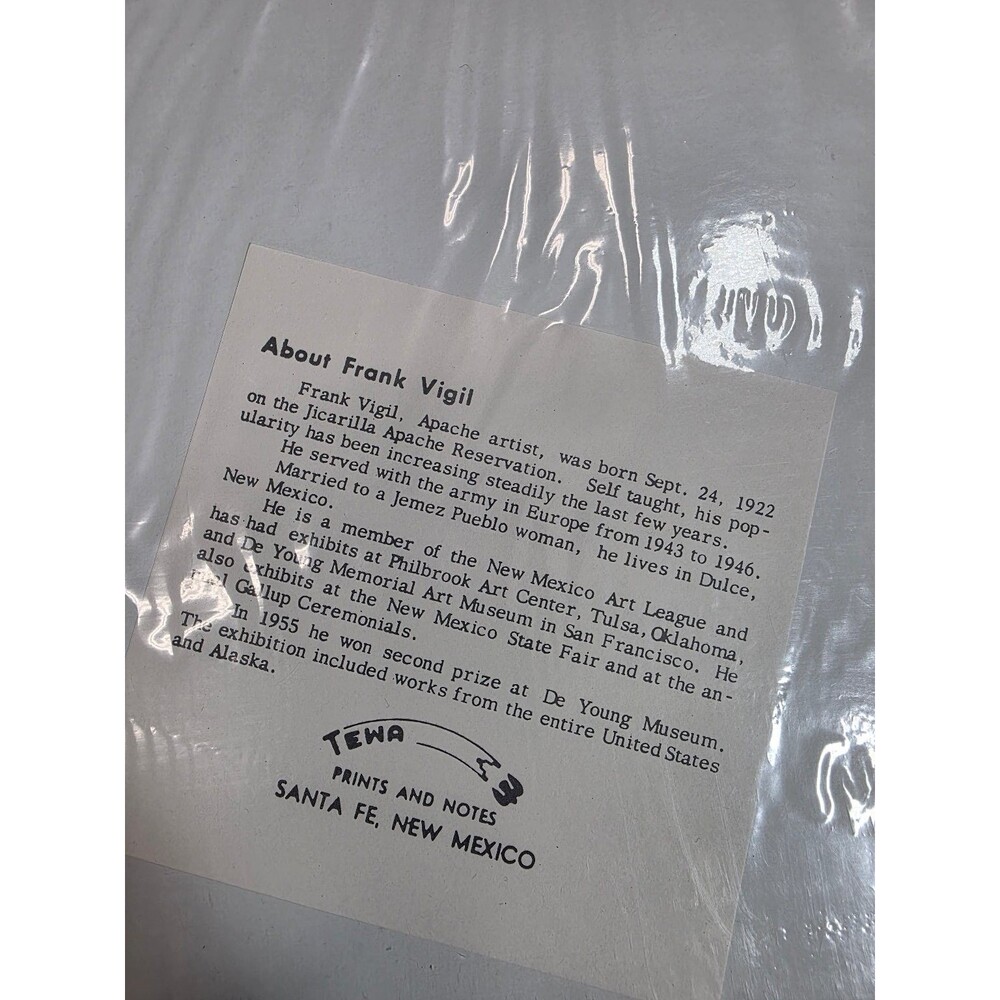 About Frank Vigil
Frank Vigil, Apache artist, was born Sept. 24, 1922
on the Jicarilla Apache Reservation. Self taught, his pop-
ularity has been increasing steadily the last few years.
He served with the army in Europe from 1943 to 1946.
Married to a Jemez Pueblo woman, he lives in Dulce,
New Mexico.
He is a member of the New Mexico Art League and
has had exhibits at Philbrook Art Center, Tulsa, Oklahoma,
and De Young Memorial Art Museum in San Francisco. He
also exhibits at the New Mexico State Fair and at the an-
nual Gallup Ceremonials.
In 1955 he won second prize at De Young Museum.
The exhibition included works from the entire United States
and Alaska.
TEWA
PRINTS AND NOTES
SANTA FE, NEW MEXICO